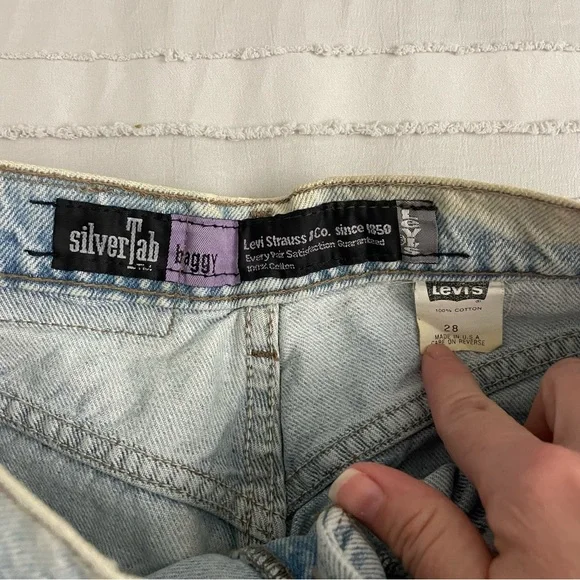 silverTab
TM
baggy
Levi Strauss & Co. since 1850
Every Pair Satisfaction Guaranteed
100% Cotton
Levi's
LEVI'S
100% COTTON
28
MADE IN U.S.A
CARE ON REVERSE